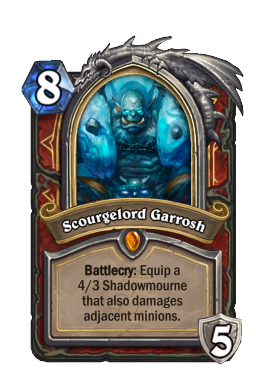 8
Scourgelord Garrosh
Battlecry: Equip a
4/3 Shadowmourne
that also damages
adjacent minions.
5